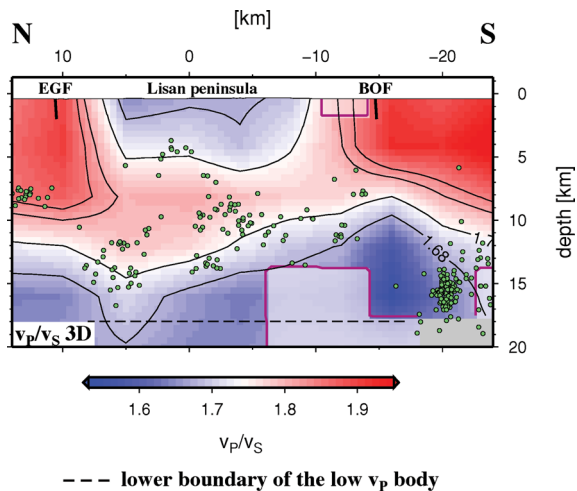 [km]
N S
10 0 −10 −20
EGF Lisan peninsula BOF
0
5
10
15
20
depth [km]
1.68
1.
vP/vS 3D
1.6 1.7 1.8 1.9
vP/vS
lower boundary of the low vP body